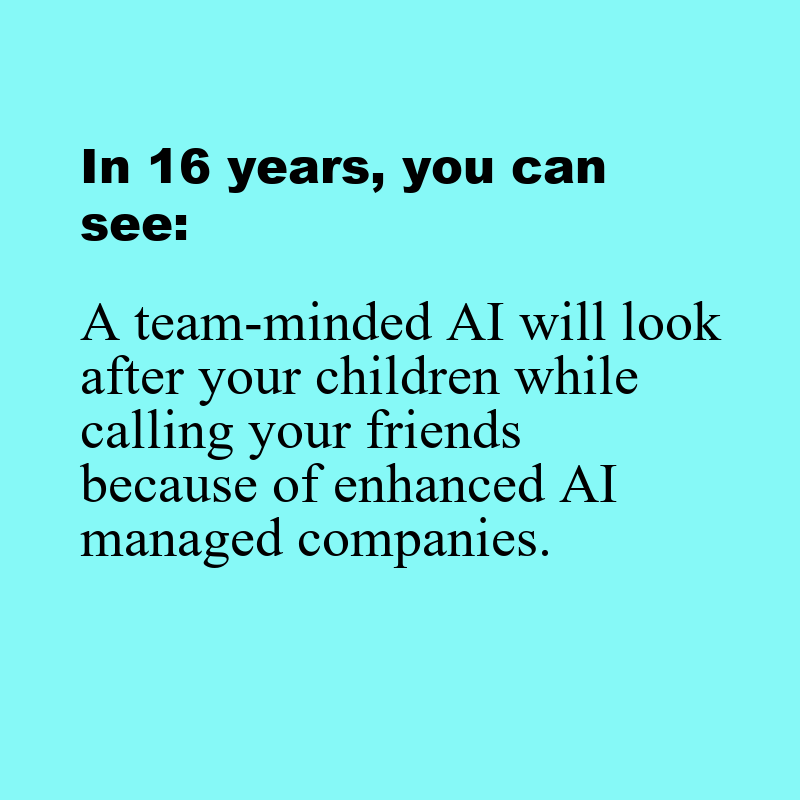 In 16 years, you can
see:
A team-minded AI will look
after your children while
calling your friends
because of enhanced AI
managed companies.